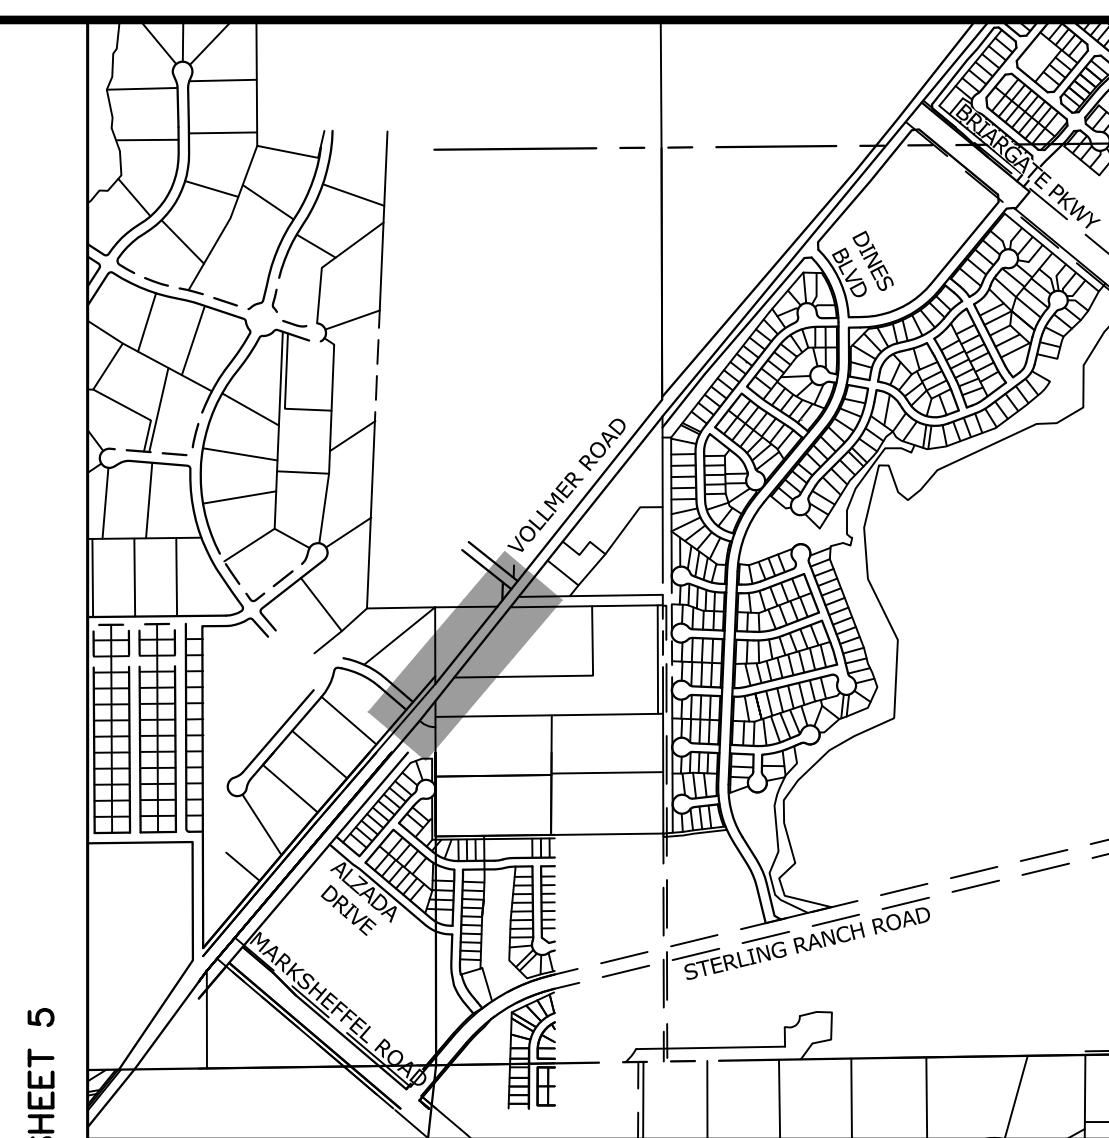 BRIARGATE PKWY
DINES
BLVD
VOLLMER ROAD
ALZADA
DRIVE
MARKSHEFFEL ROAD
STERLING RANCH ROAD
SHEET 5